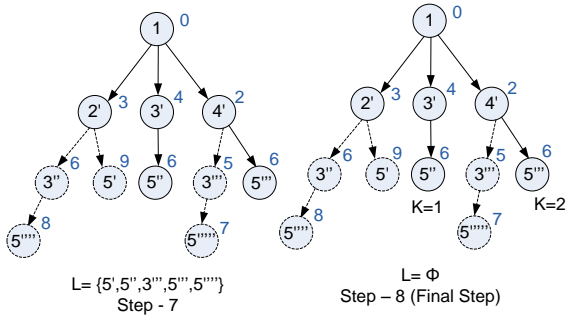 1 0
2' 3 3' 4 4' 2
3'' 6 5' 9 5'' 6 3''' 5 5''' 6
5'''' 8 5''''' 7
L= {5',5'',3''',5''',5''''}
Step - 7
1 0
2' 3 3' 4 4' 2
3'' 6 5' 9 5'' 6 3''' 5 5''' 6
K=1 K=2
5'''' 8 5''''' 7
L= Φ
Step – 8 (Final Step)